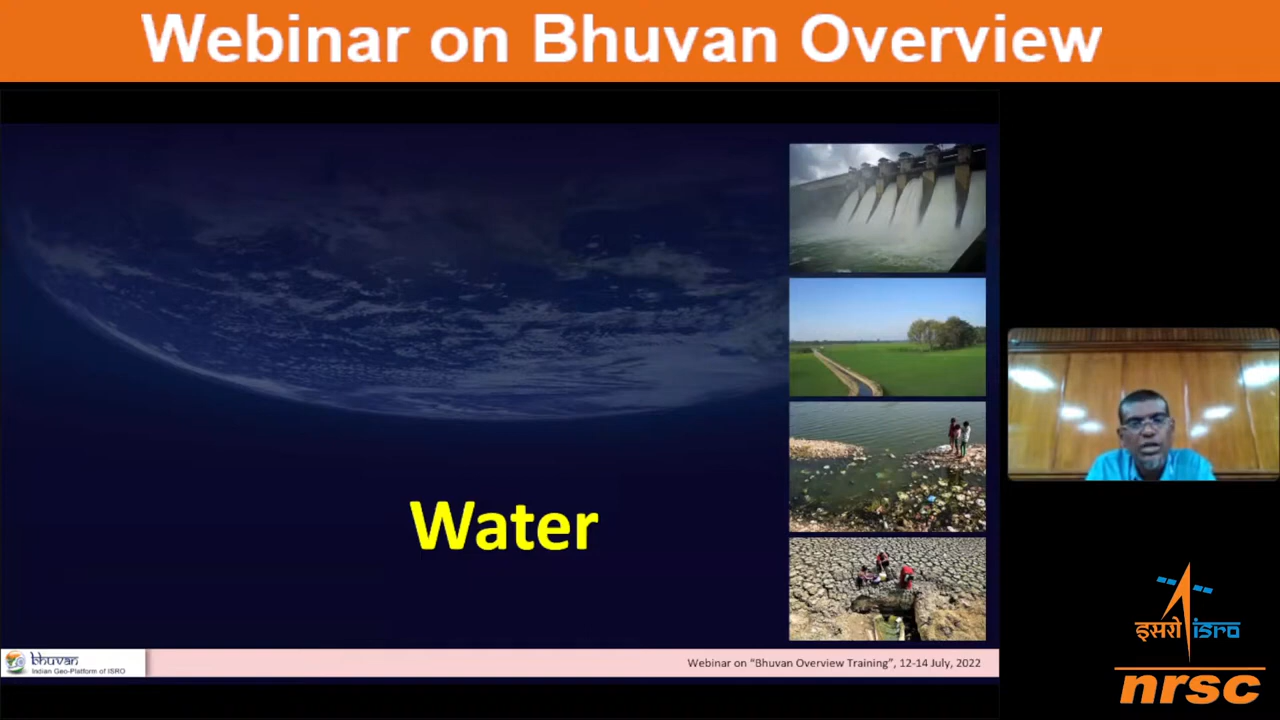 Webinar on Bhuvan Overview
Water
bhuvan
Indian Geo-Platform of ISRO
Webinar on "Bhuvan Overview Training", 12-14 July, 2022
इसरो isro
nrsc